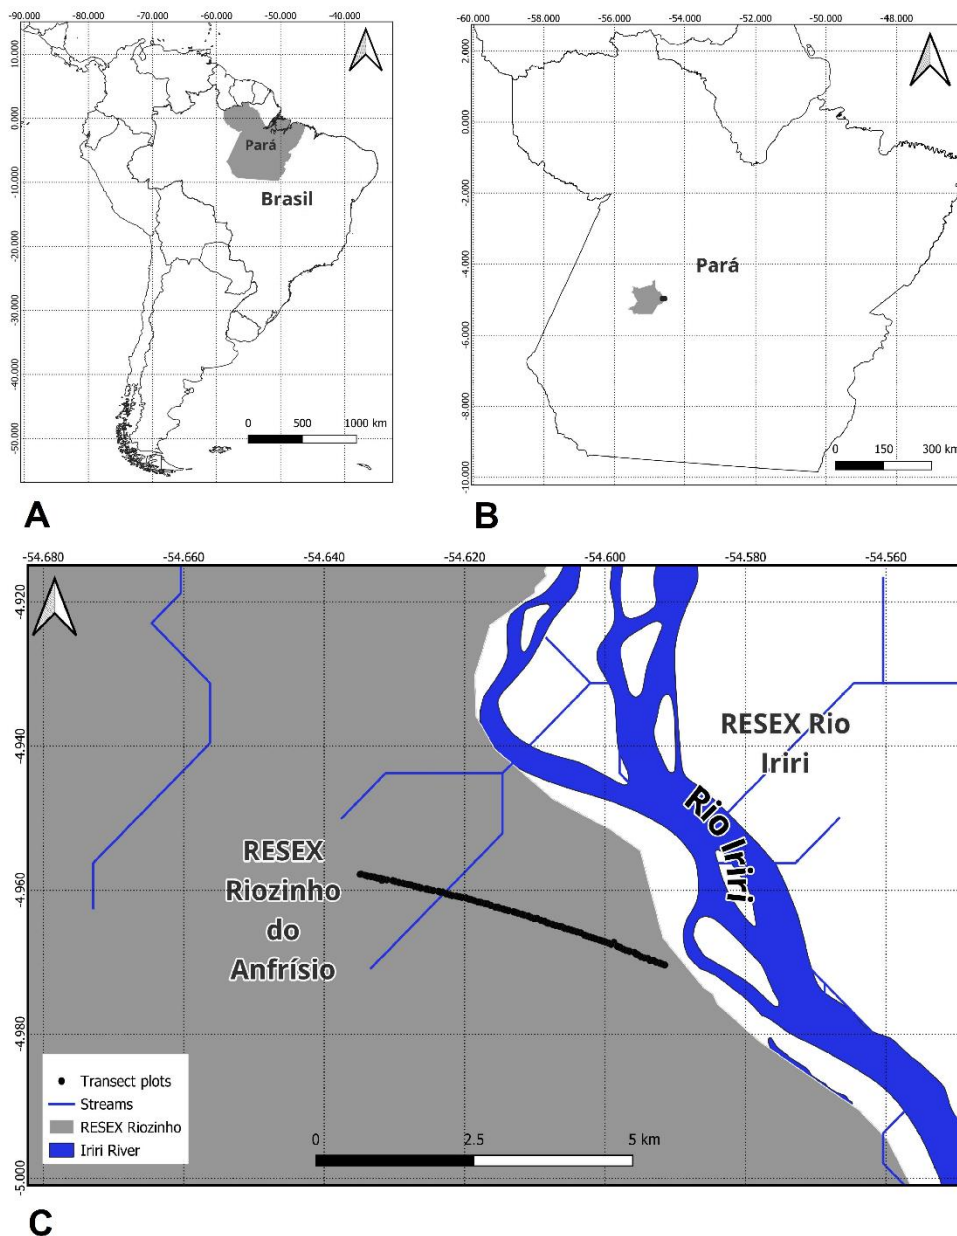 -90.000 -80.000 -70.000 -60.000 -50.000 -40.000
10.000
0.000
-10.000
-20.000
-30.000
-40.000
-50.000
Pará
Brasil
0 500 1000 km
A
-60.000 -58.000 -56.000 -54.000 -52.000 -50.000 -48.000
2.000
0.000
-2.000
-4.000
-6.000
-8.000
-10.000
Pará
0 150 300 km
B
-54.680 -54.660 -54.640 -54.620 -54.600 -54.580 -54.560
-4.920
-4.940
-4.960
-4.980
-5.000
RESEX Rio
Iriri
Rio Iriri
RESEX
Riozinho
do
Anfrísio
Transect plots
Streams
RESEX Riozinho
Iriri River
0 2.5 5 km
C